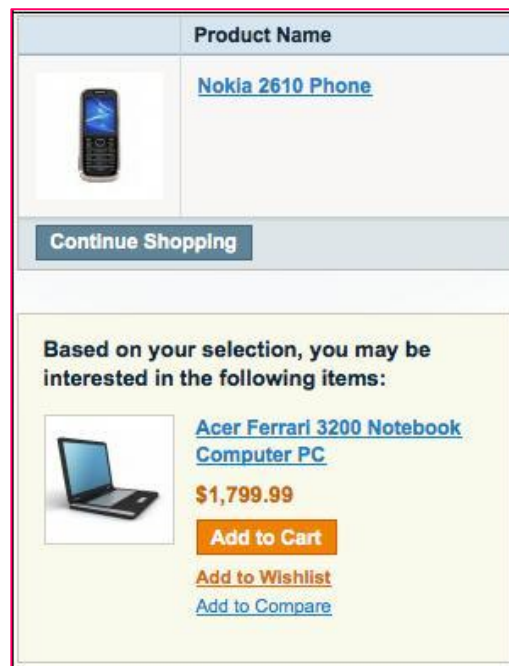 Product Name
Nokia 2610 Phone
Continue Shopping
Based on your selection, you may be
interested in the following items:
Acer Ferrari 3200 Notebook
Computer PC
$1,799.99
Add to Cart
Add to Wishlist
Add to Compare